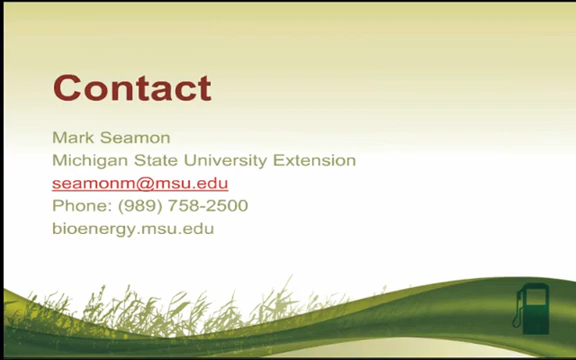 Contact
Mark Seamon
Michigan State University Extension
seamonm@msu.edu
Phone: (989) 758-2500
bioenergy.msu.edu